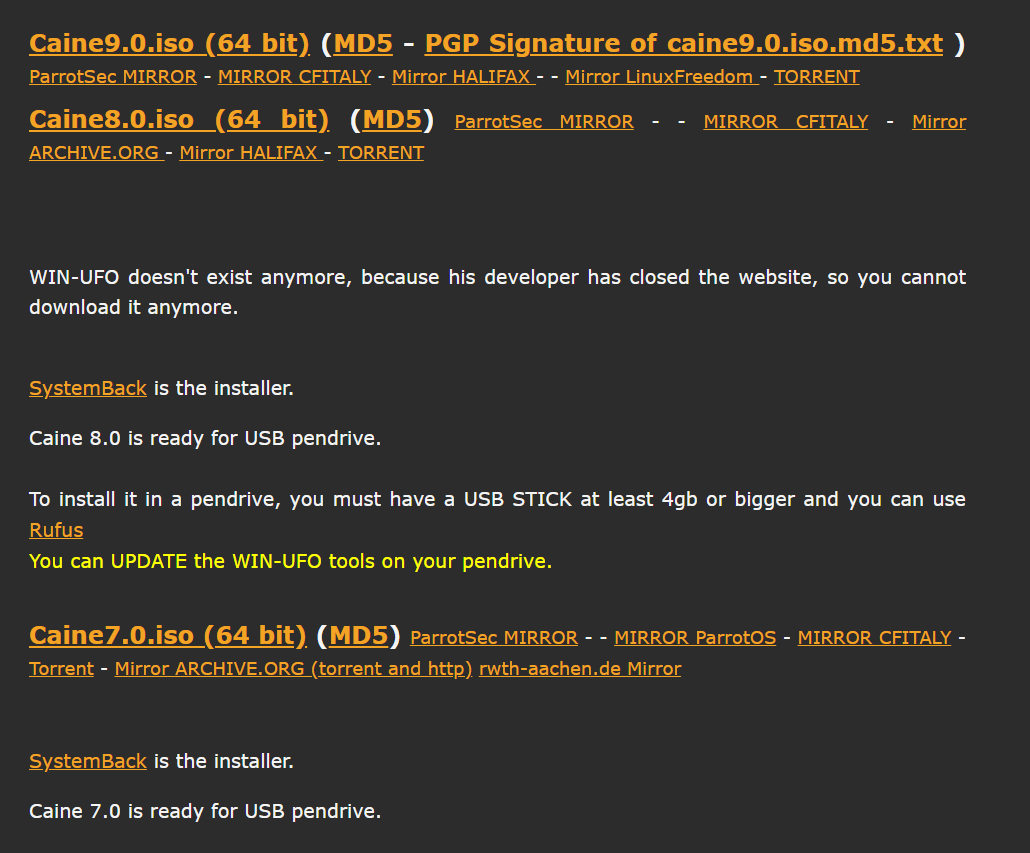 Caine9.0.iso (64 bit) (MD5 - PGP Signature of caine9.0.iso.md5.txt )
ParrotSec MIRROR - MIRROR CFITALY - Mirror HALIFAX - - Mirror LinuxFreedom - TORRENT
Caine8.0.iso (64 bit) (MD5) ParrotSec MIRROR - - MIRROR CFITALY - Mirror
ARCHIVE.ORG - Mirror HALIFAX - TORRENT
WIN-UFO doesn't exist anymore, because his developer has closed the website, so you cannot
download it anymore.
SystemBack is the installer.
Caine 8.0 is ready for USB pendrive.
To install it in a pendrive, you must have a USB STICK at least 4gb or bigger and you can use
Rufus
You can UPDATE the WIN-UFO tools on your pendrive.
Caine7.0.iso (64 bit) (MD5) ParrotSec MIRROR - - MIRROR ParrotOS - MIRROR CFITALY -
Torrent - Mirror ARCHIVE.ORG (torrent and http) rwth-aachen.de Mirror
SystemBack is the installer.
Caine 7.0 is ready for USB pendrive.